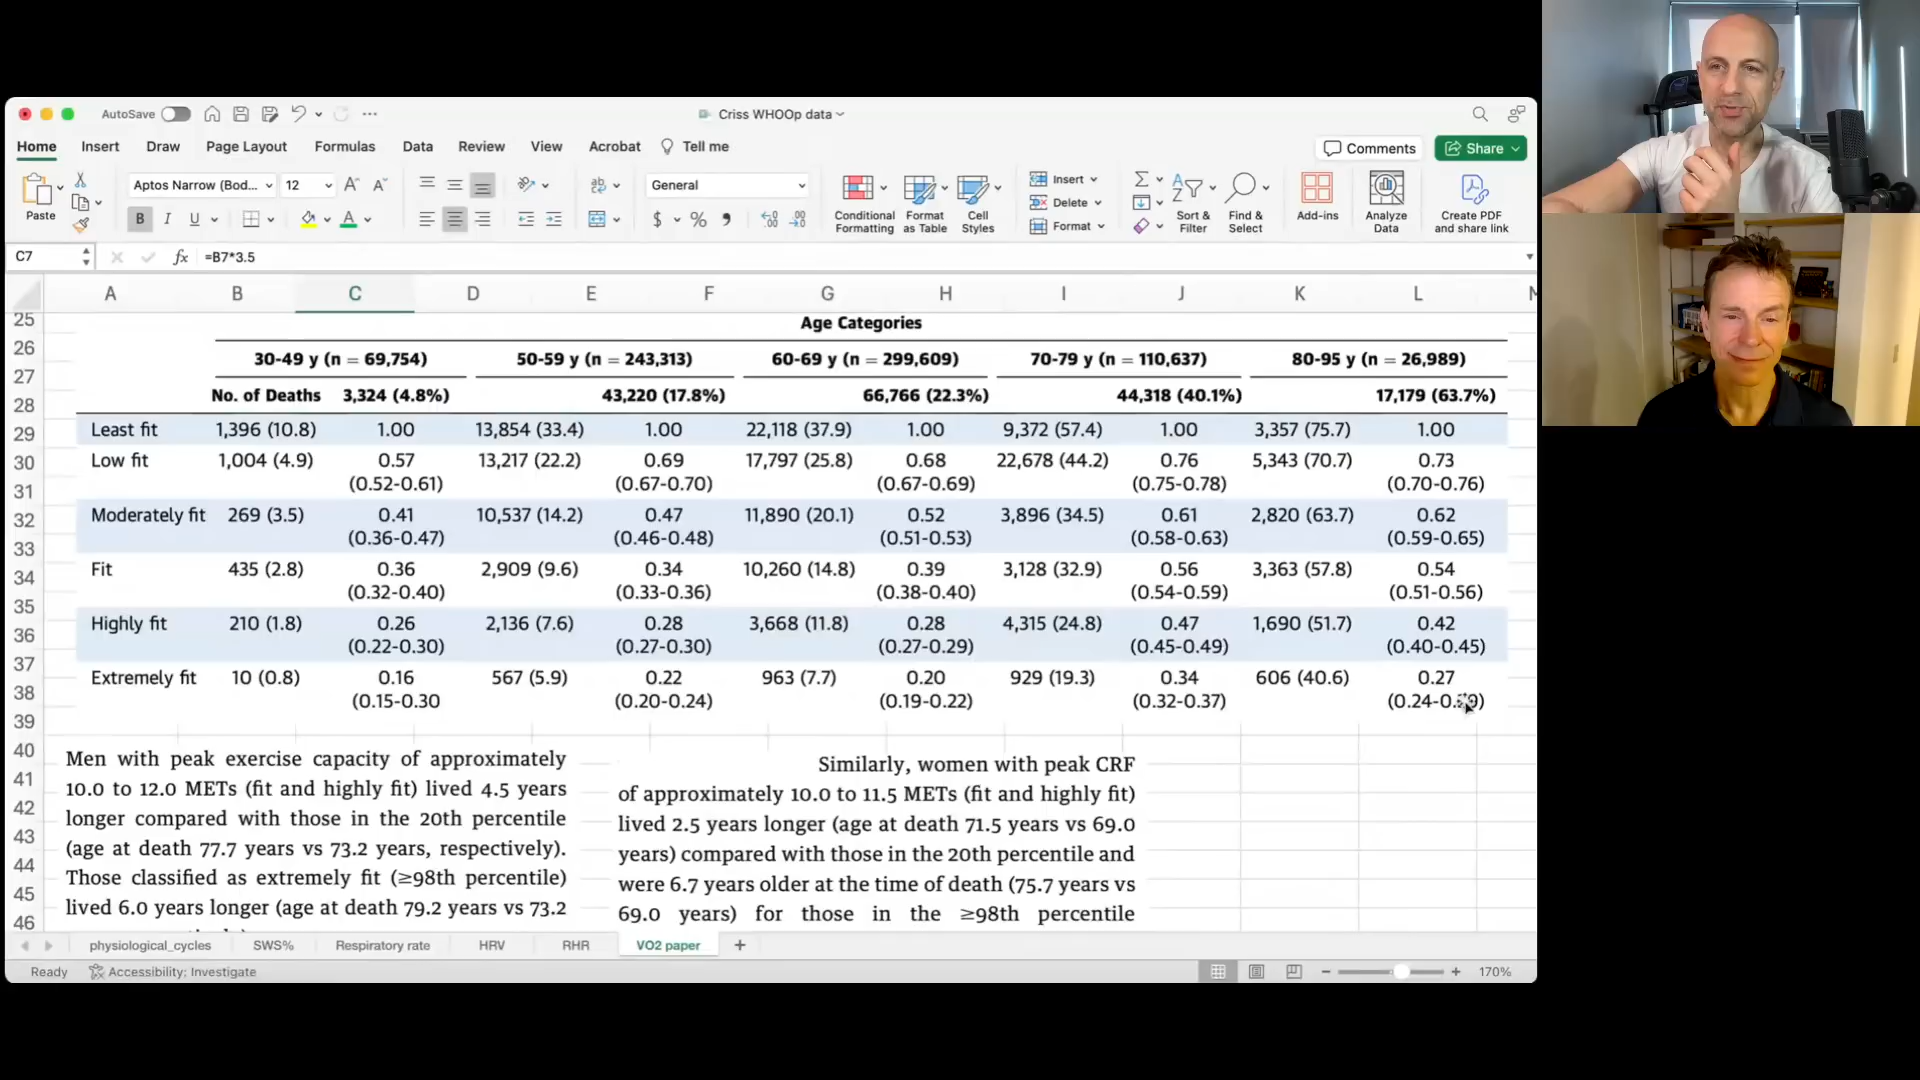 AutoSave
Criss WHOOp data
Home Insert Draw Page Layout Formulas Data Review View Acrobat Tell me
Comments Share
Paste
Aptos Narrow (Bod... 12
B I U A
General
$ %
Conditional Formatting
Format as Table
Cell Styles
Insert
Delete
Format
Sort & Filter
Find & Select
Add-ins
Analyze Data
Create PDF and share link
C7 fx =B7*3.5
A B C D E F G H I J K L
25
26
27
28
29
30
31
32
33
34
35
36
37
38
39
40
41
42
43
44
45
46
Age Categories
30-49 y (n = 69,754) 50-59 y (n = 243,313) 60-69 y (n = 299,609) 70-79 y (n = 110,637) 80-95 y (n = 26,989)
No. of Deaths 3,324 (4.8%) 43,220 (17.8%) 66,766 (22.3%) 44,318 (40.1%) 17,179 (63.7%)
Least fit 1,396 (10.8) 1.00 13,854 (33.4) 1.00 22,118 (37.9) 1.00 9,372 (57.4) 1.00 3,357 (75.7) 1.00
Low fit 1,004 (4.9) 0.57 13,217 (22.2) 0.69 17,797 (25.8) 0.68 22,678 (44.2) 0.76 5,343 (70.7) 0.73
(0.52-0.61) (0.67-0.70) (0.67-0.69) (0.75-0.78) (0.70-0.76)
Moderately fit 269 (3.5) 0.41 10,537 (14.2) 0.47 11,890 (20.1) 0.52 3,896 (34.5) 0.61 2,820 (63.7) 0.62
(0.36-0.47) (0.46-0.48) (0.51-0.53) (0.58-0.63) (0.59-0.65)
Fit 435 (2.8) 0.36 2,909 (9.6) 0.34 10,260 (14.8) 0.39 3,128 (32.9) 0.56 3,363 (57.8) 0.54
(0.32-0.40) (0.33-0.36) (0.38-0.40) (0.54-0.59) (0.51-0.56)
Highly fit 210 (1.8) 0.26 2,136 (7.6) 0.28 3,668 (11.8) 0.28 4,315 (24.8) 0.47 1,690 (51.7) 0.42
(0.22-0.30) (0.27-0.30) (0.27-0.29) (0.45-0.49) (0.40-0.45)
Extremely fit 10 (0.8) 0.16 567 (5.9) 0.22 963 (7.7) 0.20 929 (19.3) 0.34 606 (40.6) 0.27
(0.15-0.30 (0.20-0.24) (0.19-0.22) (0.32-0.37)
Men with peak exercise capacity of approximately
10.0 to 12.0 METs (fit and highly fit) lived 4.5 years
longer compared with those in the 20th percentile
(age at death 77.7 years vs 73.2 years, respectively).
Those classified as extremely fit (≥98th percentile)
lived 6.0 years longer (age at death 79.2 years vs 73.2
Similarly, women with peak CRF
of approximately 10.0 to 11.5 METs (fit and highly fit)
lived 2.5 years longer (age at death 71.5 years vs 69.0
years) compared with those in the 20th percentile and
were 6.7 years older at the time of death (75.7 years vs
69.0 years) for those in the ≥98th percentile
physiological_cycles SWS% Respiratory rate HRV RHR VO2 paper +
Ready Accessibility: Investigate 170%